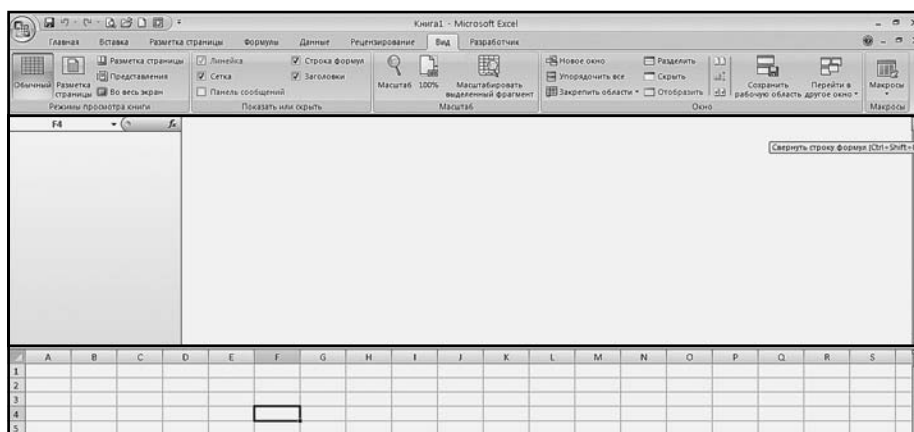 Книга1 - Microsoft Excel
Главная Вставка Разметка страницы Формулы Данные Рецензирование Вид Разработчик
Разметка страницы Линейка Строка формул Новое окно Разделить
Обычный Разметка страницы Представления Сетка Заголовки Масштаб 100% Масштабировать выделенный фрагмент Упорядочить все Скрыть Сохранить рабочую область Перейти в другое окно Макросы
Во весь экран Панель сообщений Закрепить области Отобразить
Режимы просмотра книги Показать или скрыть Масштаб Окно Макросы
F4 fx
Свернуть строку формул (Ctrl+Shift+
A B C D E F G H I J K L M N O P Q R S
1
2
3
4
5